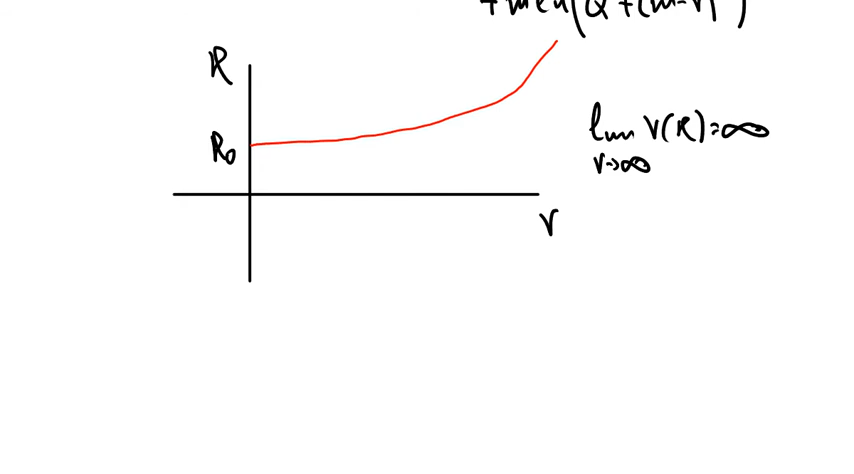 R
lim V(R)=∞
V→∞
R₀
V